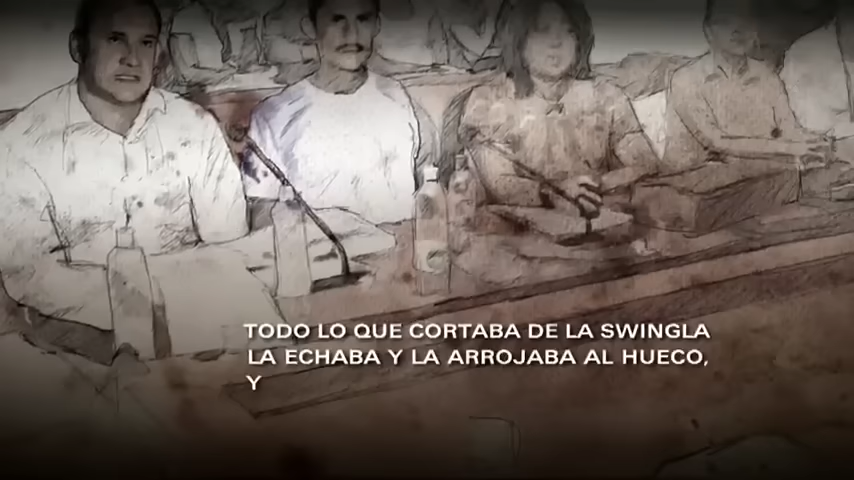 TODO LO QUE CORTABA DE LA SWINGLA
LA ECHABA Y LA ARROJABA AL HUECO,
Y